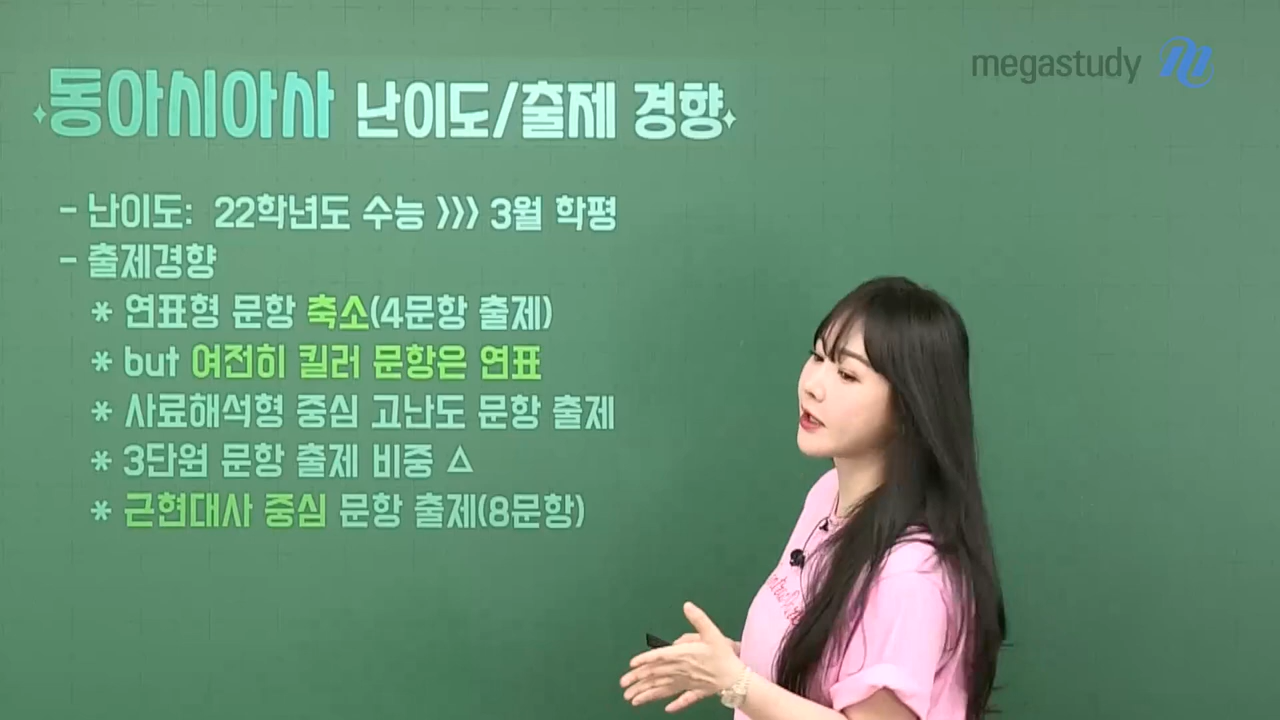 megastudy
동아시아사 난이도/출제 경향
- 난이도: 22학년도 수능 >>> 3월 학평
- 출제경향
* 연표형 문항 축소(4문항 출제)
* but 여전히 킬러 문항은 연표
* 사료해석형 중심 고난도 문항 출제
* 3단원 문항 출제 비중 △
* 근현대사 중심 문항 출제(8문항)